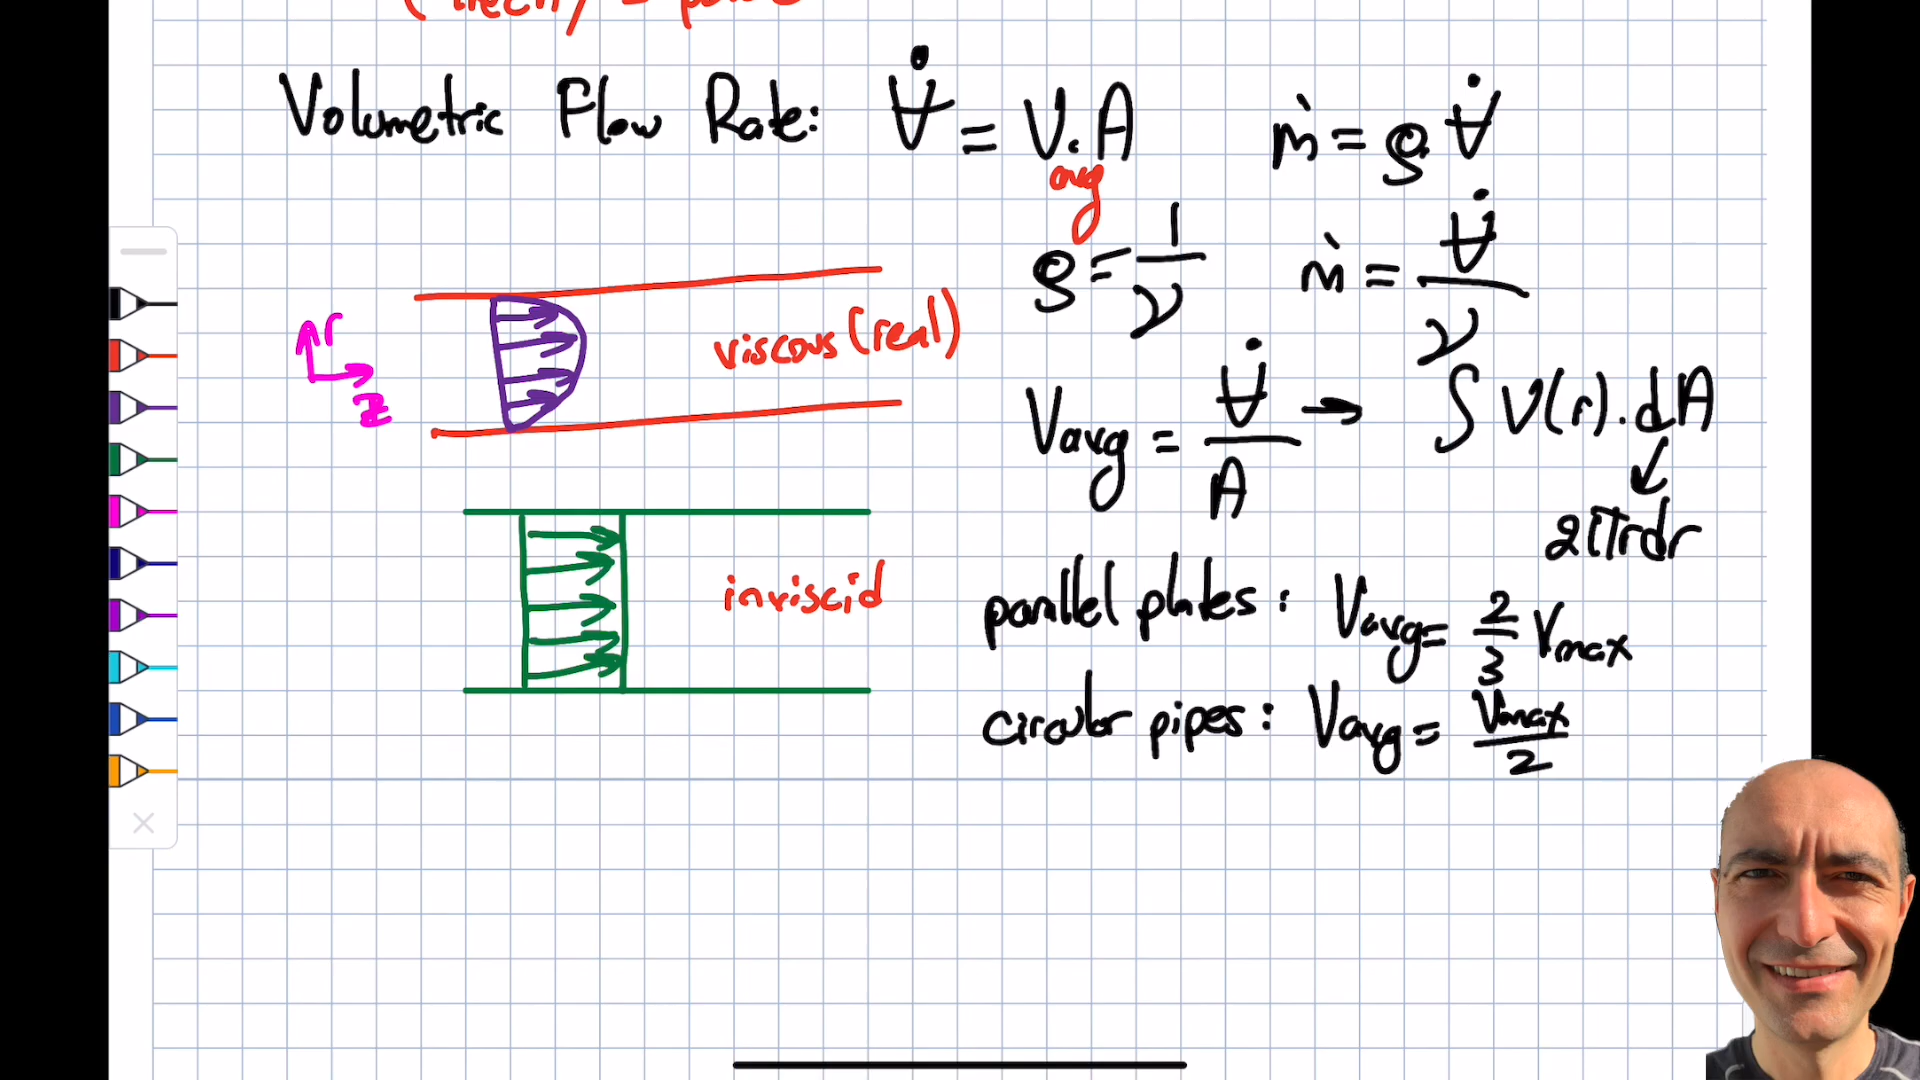 Volumetric Flow Rate: V̇ = V.A ṁ = ρ V̇
avg
ρ = 1/ν ṁ = V̇/ν
r
z
viscous (real)
Vavg = V̇/A → ∫ V(r).dA
↓
2πrdr
inviscid
parallel plates: Vavg = 2/3 Vmax
circular pipes: Vavg = Vmax/2